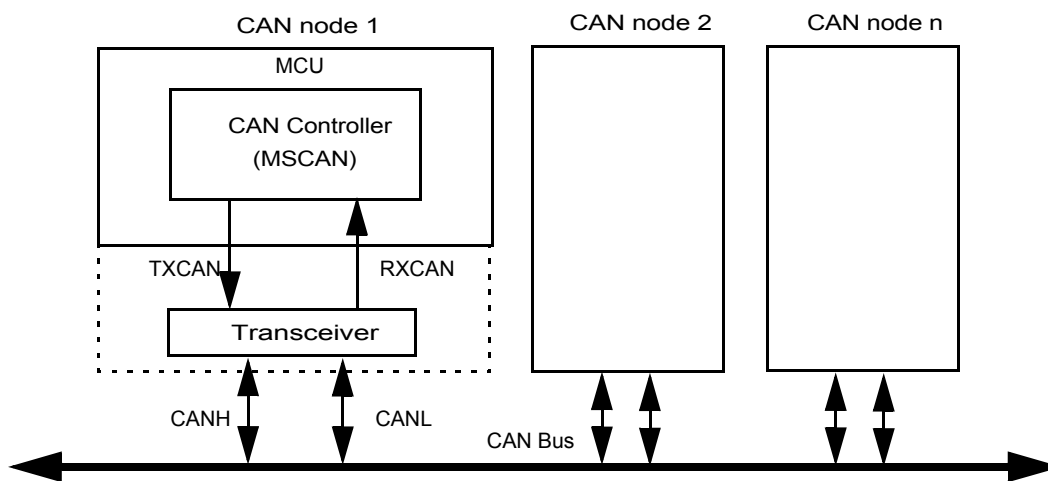 CAN node 1
CAN node 2
CAN node n
MCU
CAN Controller
(MSCAN)
TXCAN
RXCAN
Transceiver
CANH
CANL
CAN Bus